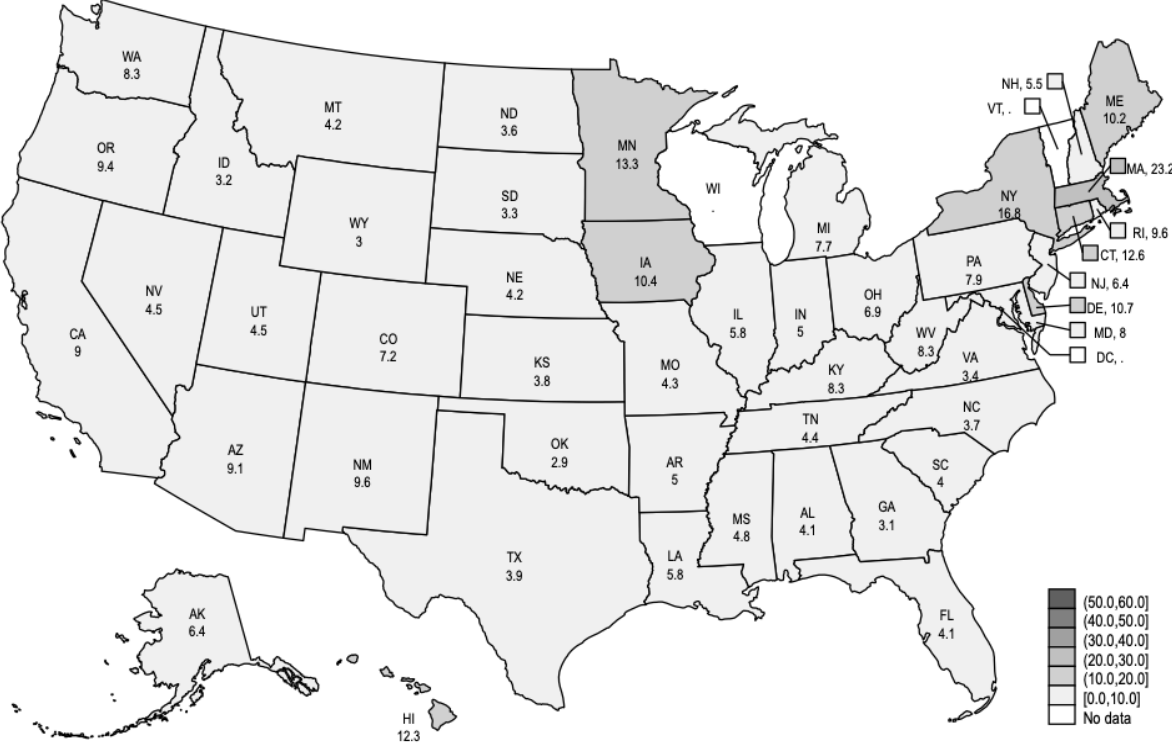 WA
8.3
MT
4.2
ND
3.6
OR
9.4
ID
3.2
MN
13.3
WI
.
SD
3.3
WY
3
MI
7.7
NY
16.8
NH, 5.5
VT, .
ME
10.2
MA, 23.2
RI, 9.6
CT, 12.6
NJ, 6.4
DE, 10.7
MD, 8
DC, .
IA
10.4
NE
4.2
PA
7.9
NV
4.5
UT
4.5
CO
7.2
IL
5.8
IN
5
OH
6.9
CA
9
KS
3.8
MO
4.3
WV
8.3
VA
3.4
KY
8.3
NC
3.7
TN
4.4
AZ
9.1
NM
9.6
OK
2.9
AR
5
SC
4
MS
4.8
AL
4.1
GA
3.1
TX
3.9
LA
5.8
FL
4.1
AK
6.4
HI
12.3
(50.0,60.0]
(40.0,50.0]
(30.0,40.0]
(20.0,30.0]
(10.0,20.0]
[0.0,10.0]
No data